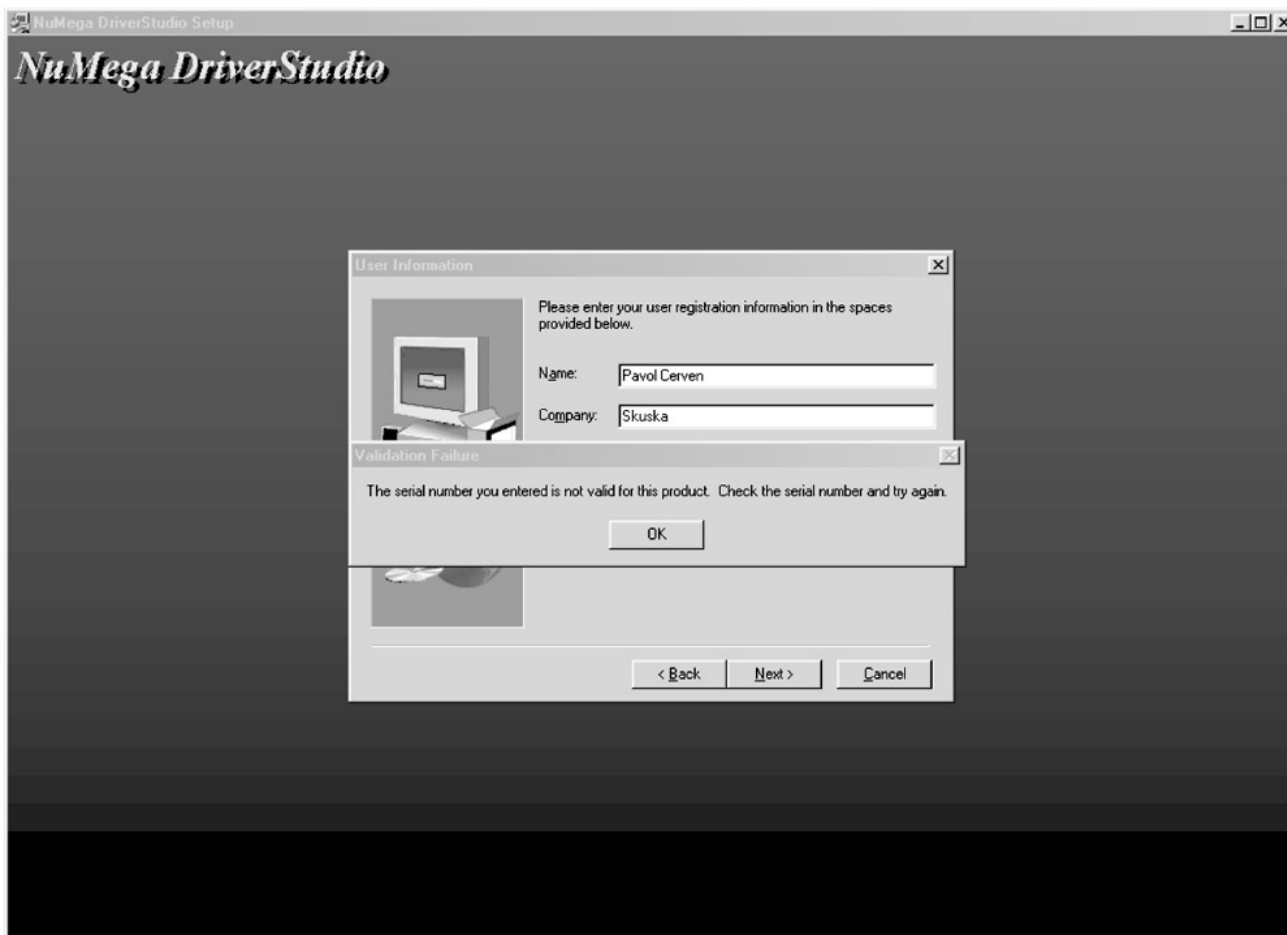 NuMega DriverStudio Setup
NuMega DriverStudio
User Information
Please enter your user registration information in the spaces
provided below.
Name: Pavol Cerven
Company: Skuska
Validation Failure
The serial number you entered is not valid for this product. Check the serial number and try again.
OK
< Back Next > Cancel